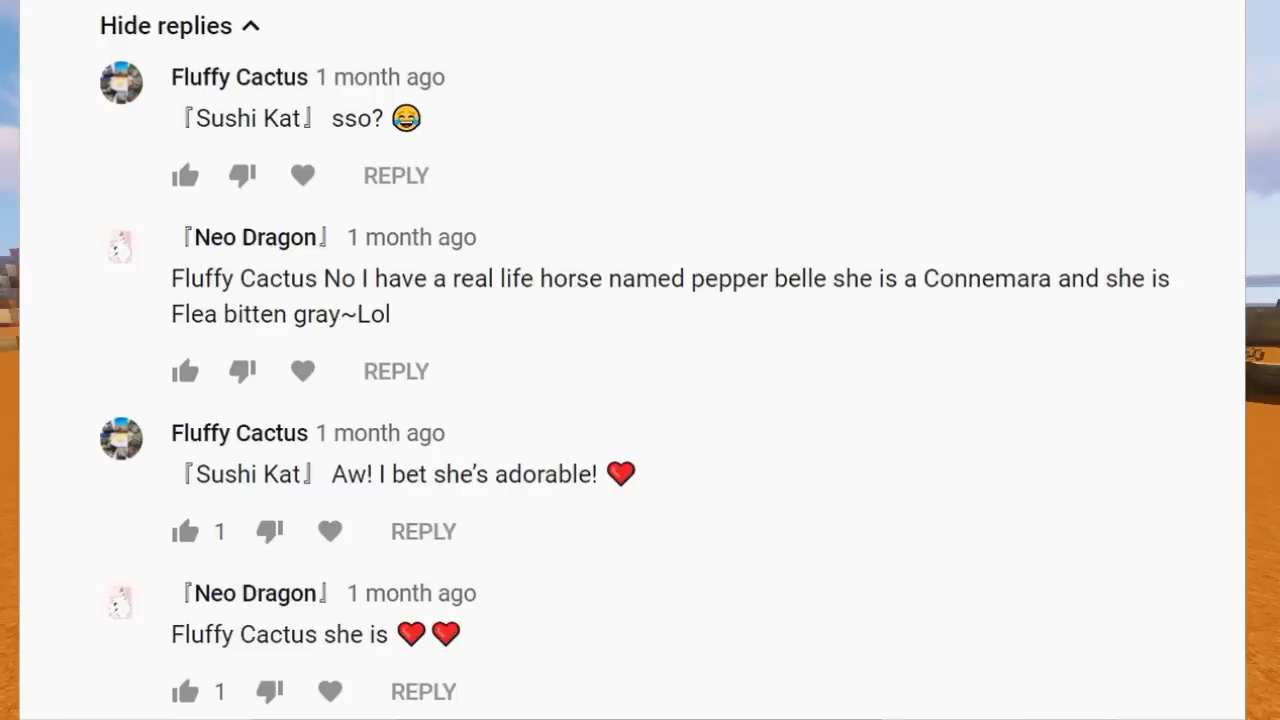 Hide replies
Fluffy Cactus 1 month ago
『Sushi Kat』 sso? 😂
REPLY
『Neo Dragon』 1 month ago
Fluffy Cactus No I have a real life horse named pepper belle she is a Connemara and she is
Flea bitten gray~Lol
REPLY
Fluffy Cactus 1 month ago
『Sushi Kat』 Aw! I bet she’s adorable! ❤️
1 REPLY
『Neo Dragon』 1 month ago
Fluffy Cactus she is ❤️❤️
1 REPLY